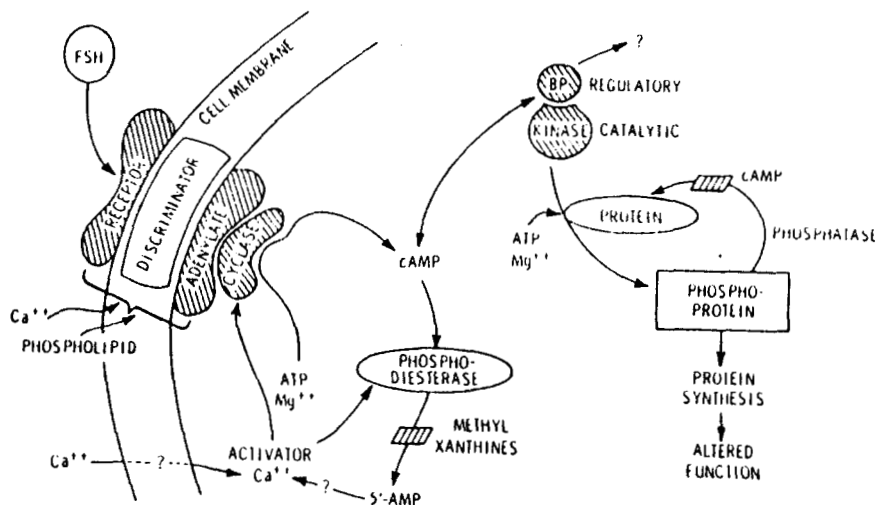 FSH
CELL MEMBRANE
RECEPTOR
DISCRIMINATOR
ADENYLATE
CYCLASE
Ca++
PHOSPHOLIPID
Ca++
?
ACTIVATOR
Ca++
ATP
Mg++
cAMP
PHOSPHO-
DIESTERASE
METHYL
XANTHINES
5'-AMP
?
?
BP
REGULATORY
KINASE
CATALYTIC
cAMP
PROTEIN
ATP
Mg++
PHOSPHATASE
PHOSPHO-
PROTEIN
PROTEIN
SYNTHESIS
ALTERED
FUNCTION